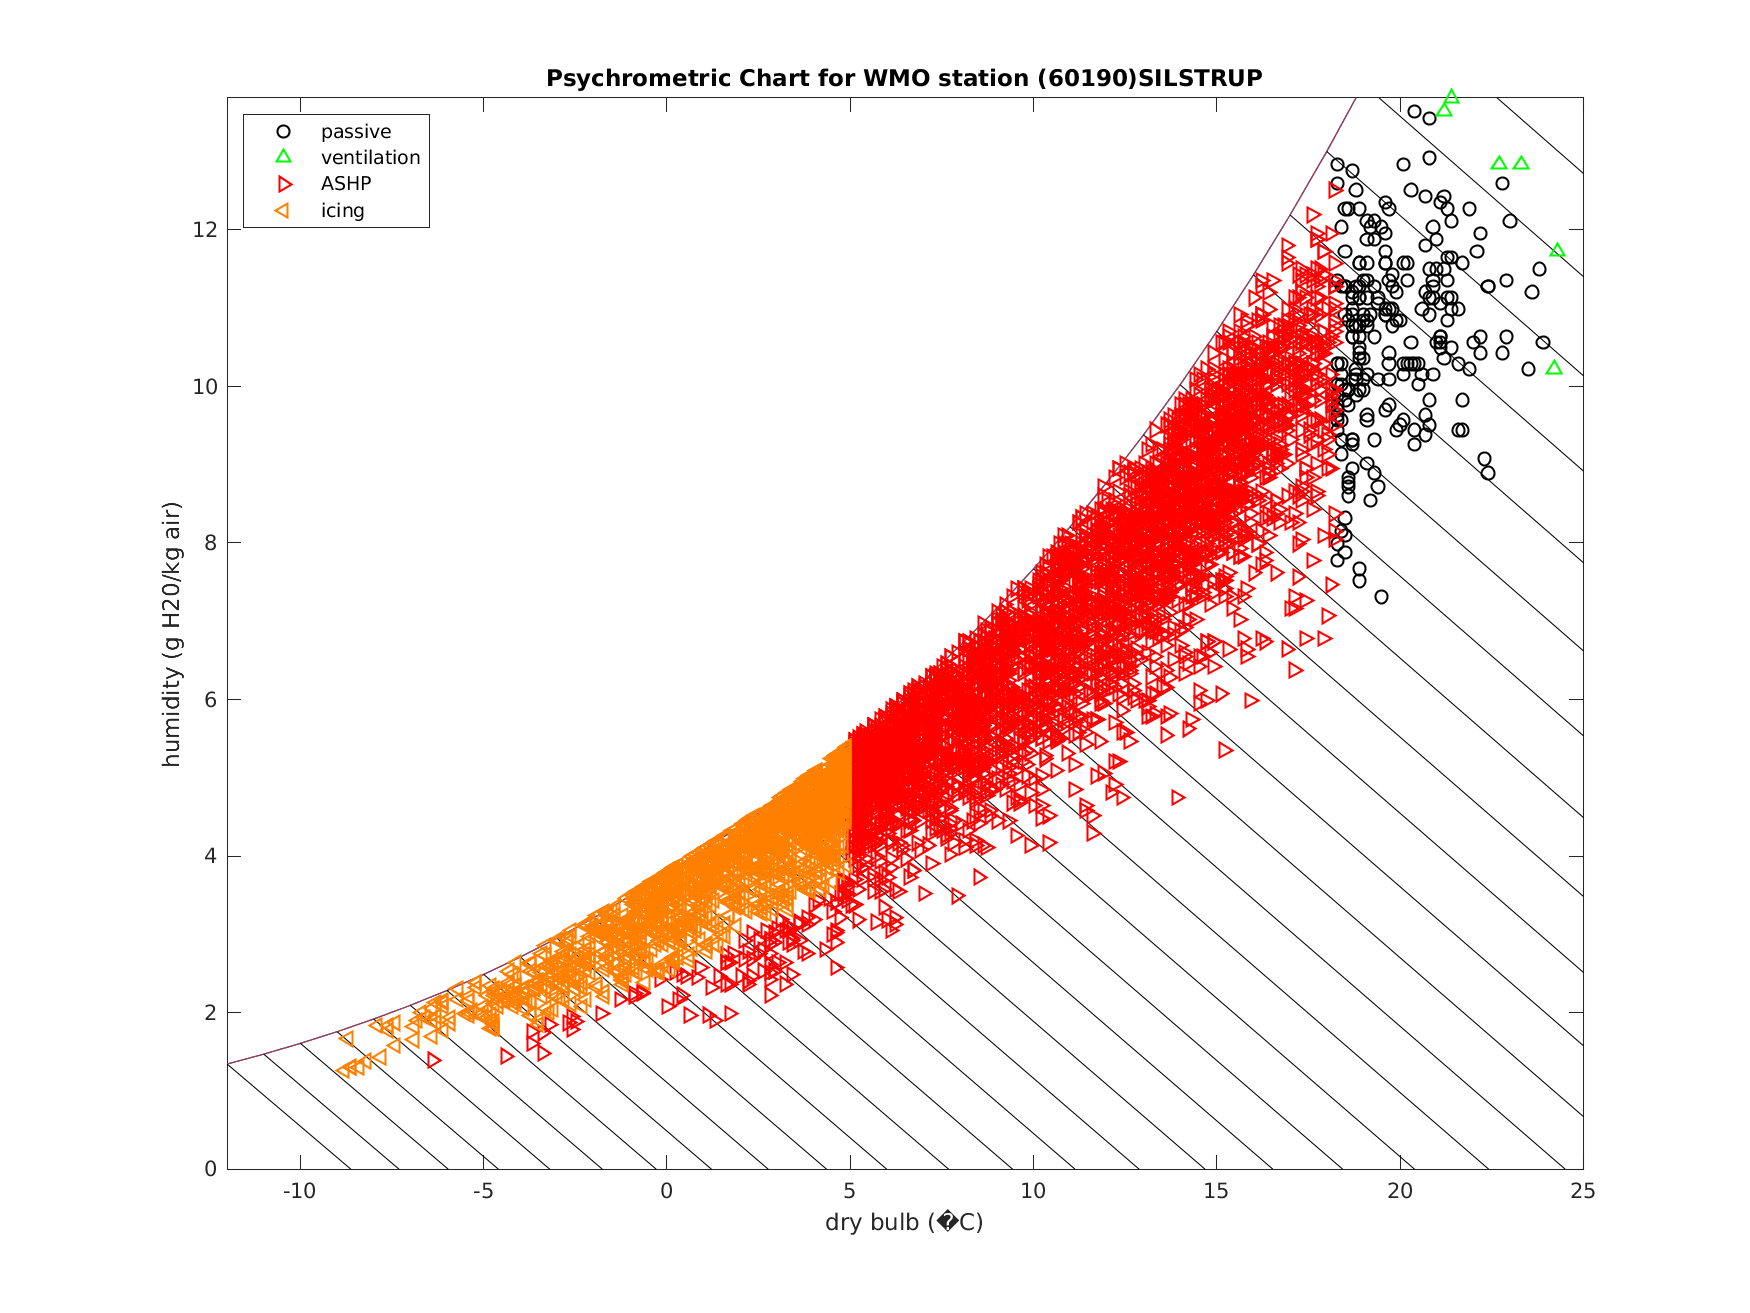 Psychrometric Chart for WMO station (60190)SILSTRUP
passive
ventilation
ASHP
icing
12
10
8
6
4
2
0
humidity (g H20/kg air)
-10 -5 0 5 10 15 20 25
dry bulb (�C)